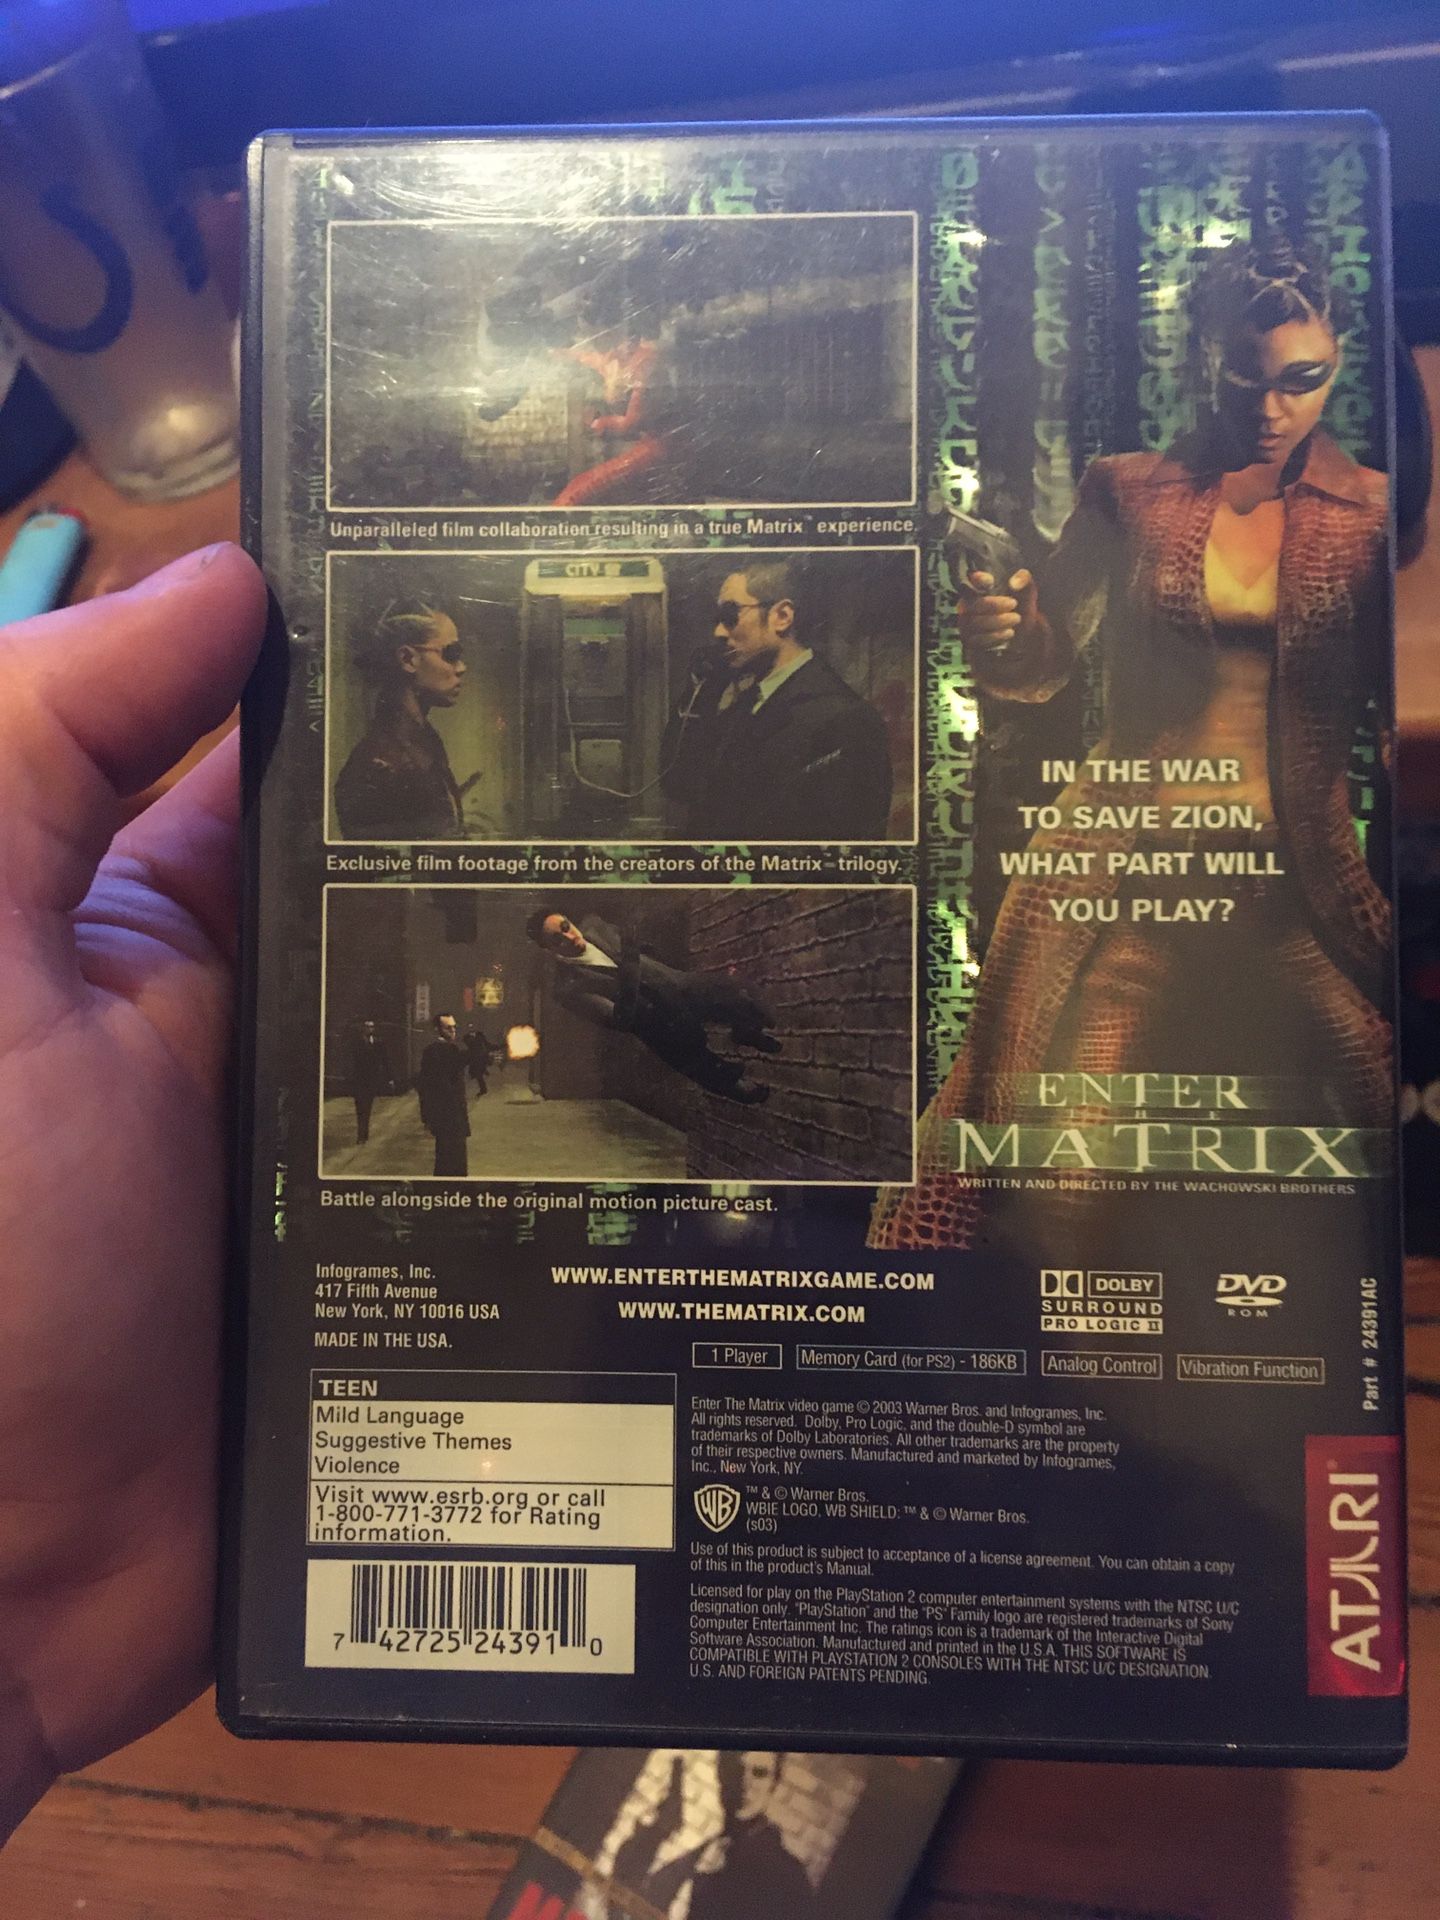 Unparalleled film collaboration resulting in a true Matrix™ experience.
CITY
Exclusive film footage from the creators of the Matrix™ trilogy.
Battle alongside the original motion picture cast.
IN THE WAR
TO SAVE ZION,
WHAT PART WILL
YOU PLAY?
ENTER
THE
MATRIX
WRITTEN AND DIRECTED BY THE WACHOWSKI BROTHERS
Infogrames, Inc.
417 Fifth Avenue
New York, NY 10016 USA
MADE IN THE USA.
WWW.ENTERTHEMATRIXGAME.COM
WWW.THEMATRIX.COM
DOLBY
SURROUND
PRO LOGIC II
DVD
ROM
Part # 24391AC
1 Player
Memory Card (for PS2) - 186KB
Analog Control
Vibration Function
TEEN
Mild Language
Suggestive Themes
Violence
Visit www.esrb.org or call
1-800-771-3772 for Rating
information.
7 42725 24391 0
Enter The Matrix video game © 2003 Warner Bros. and Infogrames, Inc.
All rights reserved. Dolby, Pro Logic, and the double-D symbol are
trademarks of Dolby Laboratories. All other trademarks are the property
of their respective owners. Manufactured and marketed by Infogrames,
Inc., New York, NY.
WB
™ & © Warner Bros.
WBIE LOGO, WB SHIELD: ™ & © Warner Bros.
(s03)
Use of this product is subject to acceptance of a license agreement. You can obtain a copy
of this in the product's Manual.
Licensed for play on the PlayStation 2 computer entertainment systems with the NTSC U/C
designation only. "PlayStation" and the "PS" Family logo are registered trademarks of Sony
Computer Entertainment Inc. The ratings icon is a trademark of the Interactive Digital
Software Association. Manufactured and printed in the U.S.A. THIS SOFTWARE IS
COMPATIBLE WITH PLAYSTATION 2 CONSOLES WITH THE NTSC U/C DESIGNATION.
U.S. AND FOREIGN PATENTS PENDING.
ATARI